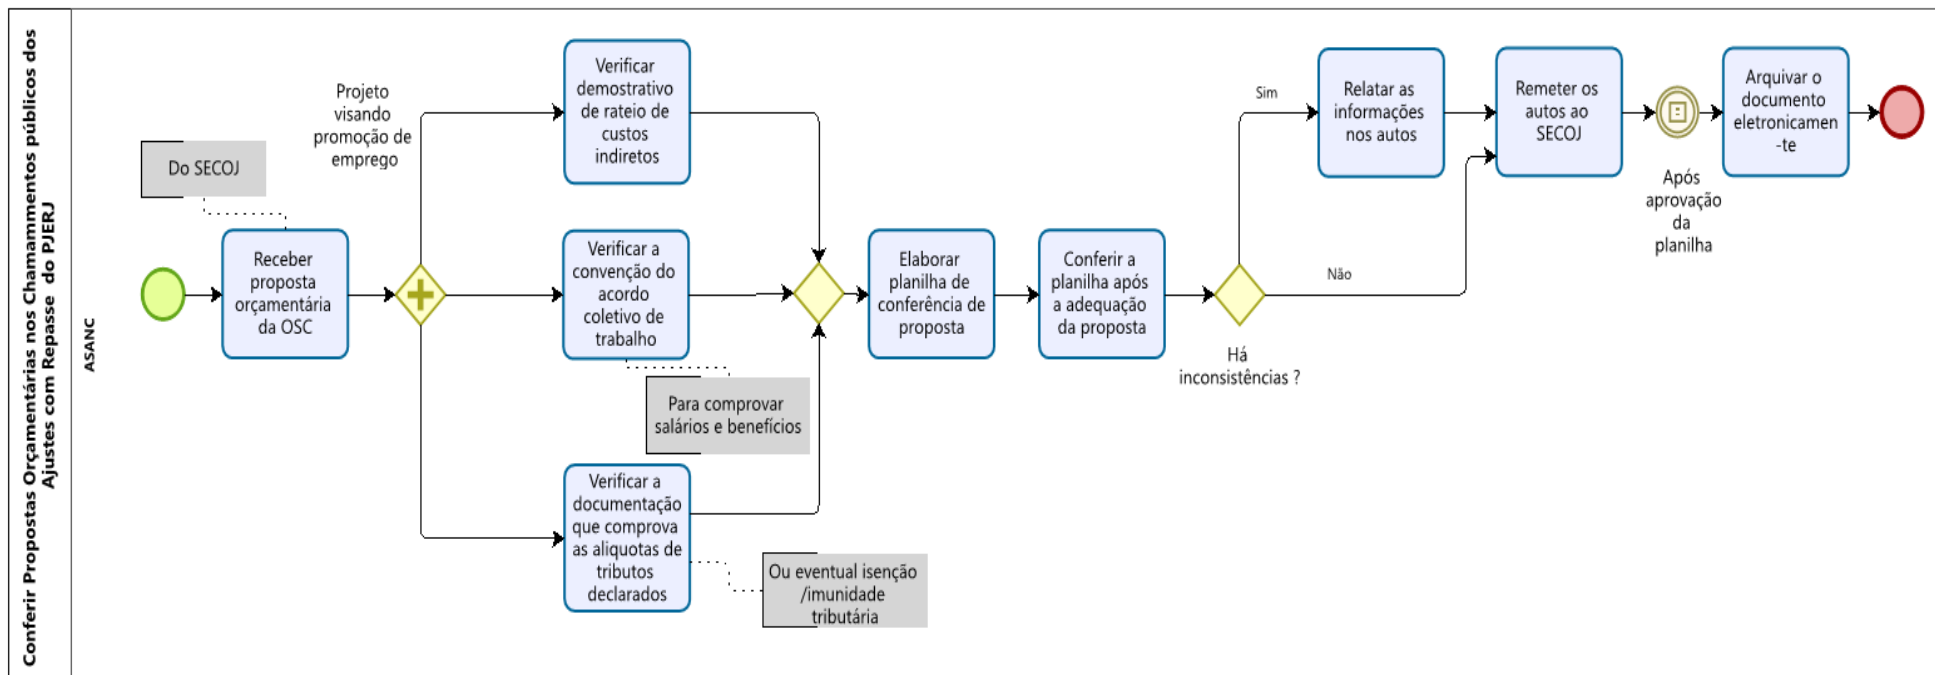 Conferir Propostas Orçamentárias nos Chamamentos públicos dos
Ajustes com Repasse do PJERJ
ASANC
Do SECOJ
Receber
proposta
orçamentária
da OSC
Projeto
visando
promoção de
emprego
Verificar
demostrativo
de rateio de
custos
indiretos
Verificar a
convenção do
acordo
coletivo de
trabalho
Para comprovar
salários e benefícios
Verificar a
documentação
que comprova
as aliquotas de
tributos
declarados
Ou eventual isenção
/imunidade
tributária
Elaborar
planilha de
conferência de
proposta
Conferir a
planilha após
a adequação
da proposta
Há
inconsistências ?
Sim
Não
Relatar as
informações
nos autos
Remeter os
autos ao
SECOJ
Após
aprovação
da
planilha
Arquivar o
documento
eletronicamen
-te